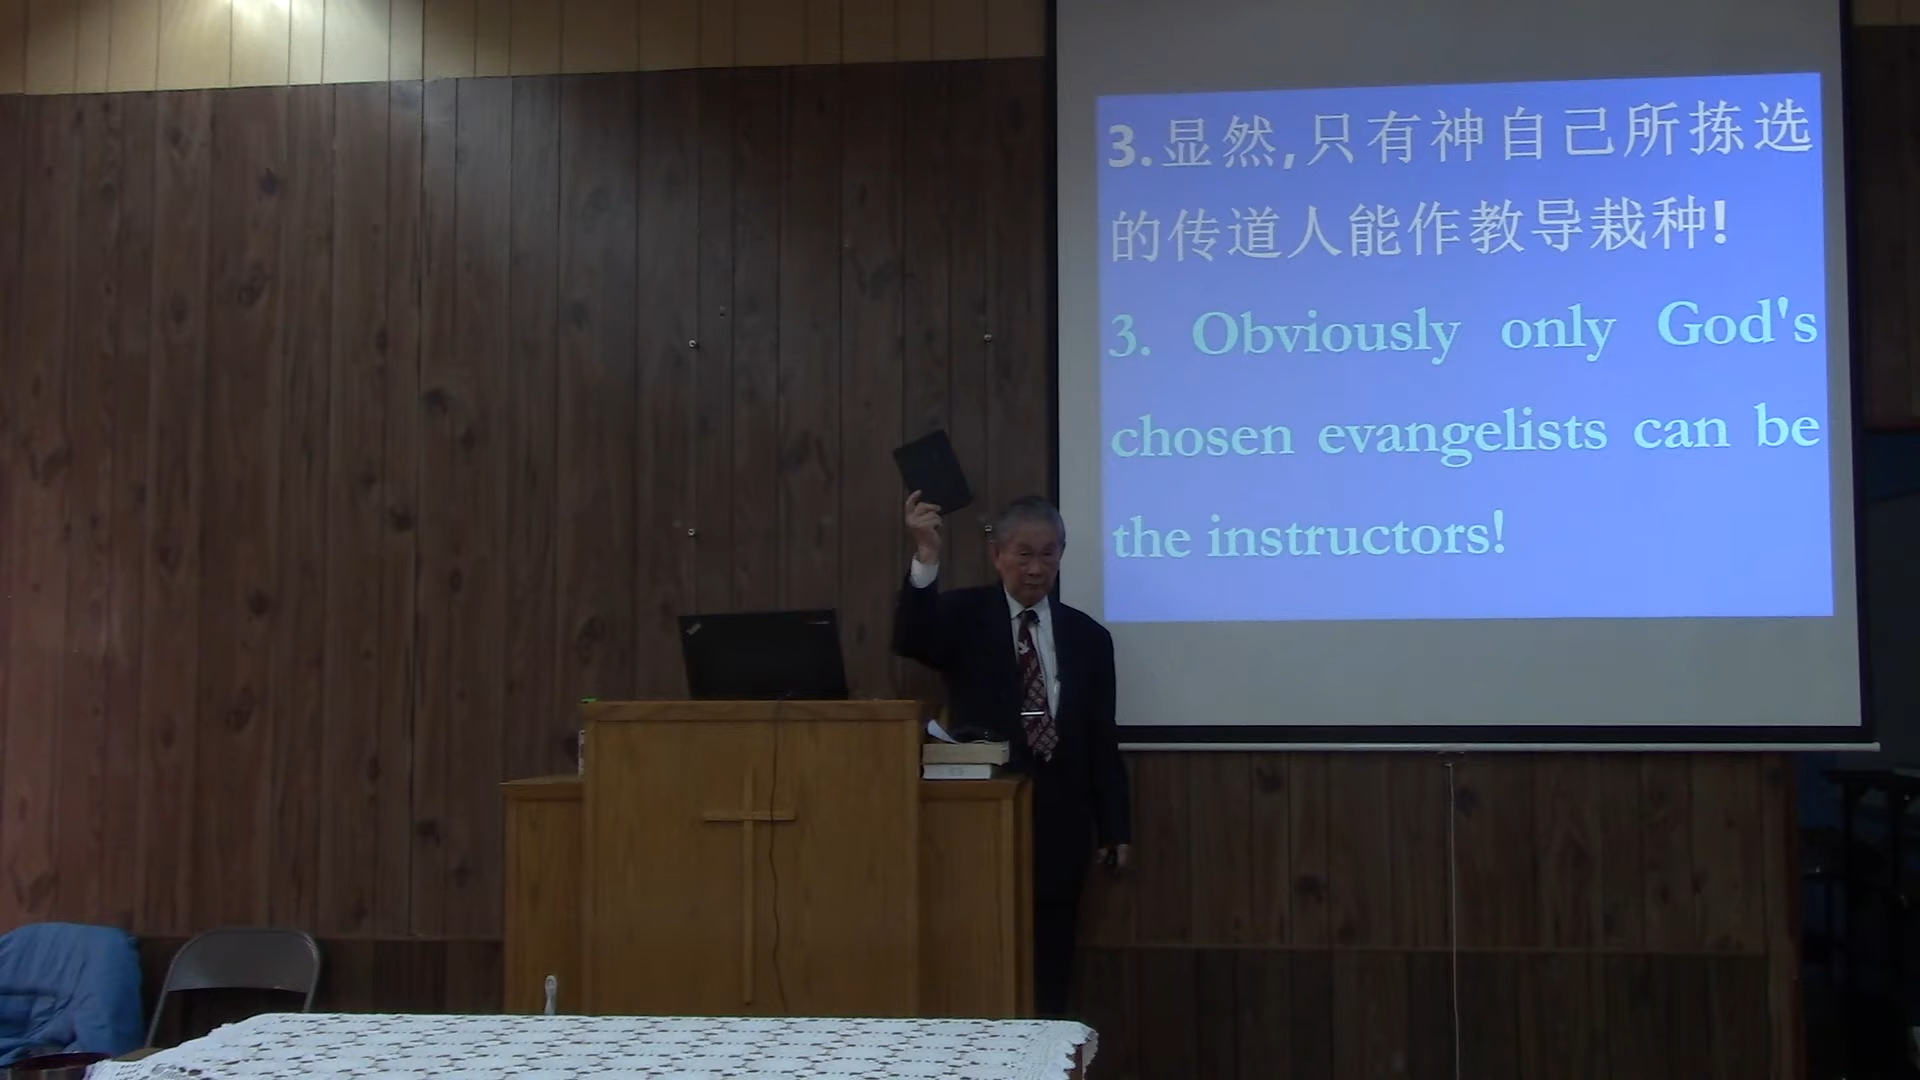 3.显然,只有神自己所拣选
的传道人能作教导栽种!
3. Obviously only God's
chosen evangelists can be
the instructors!